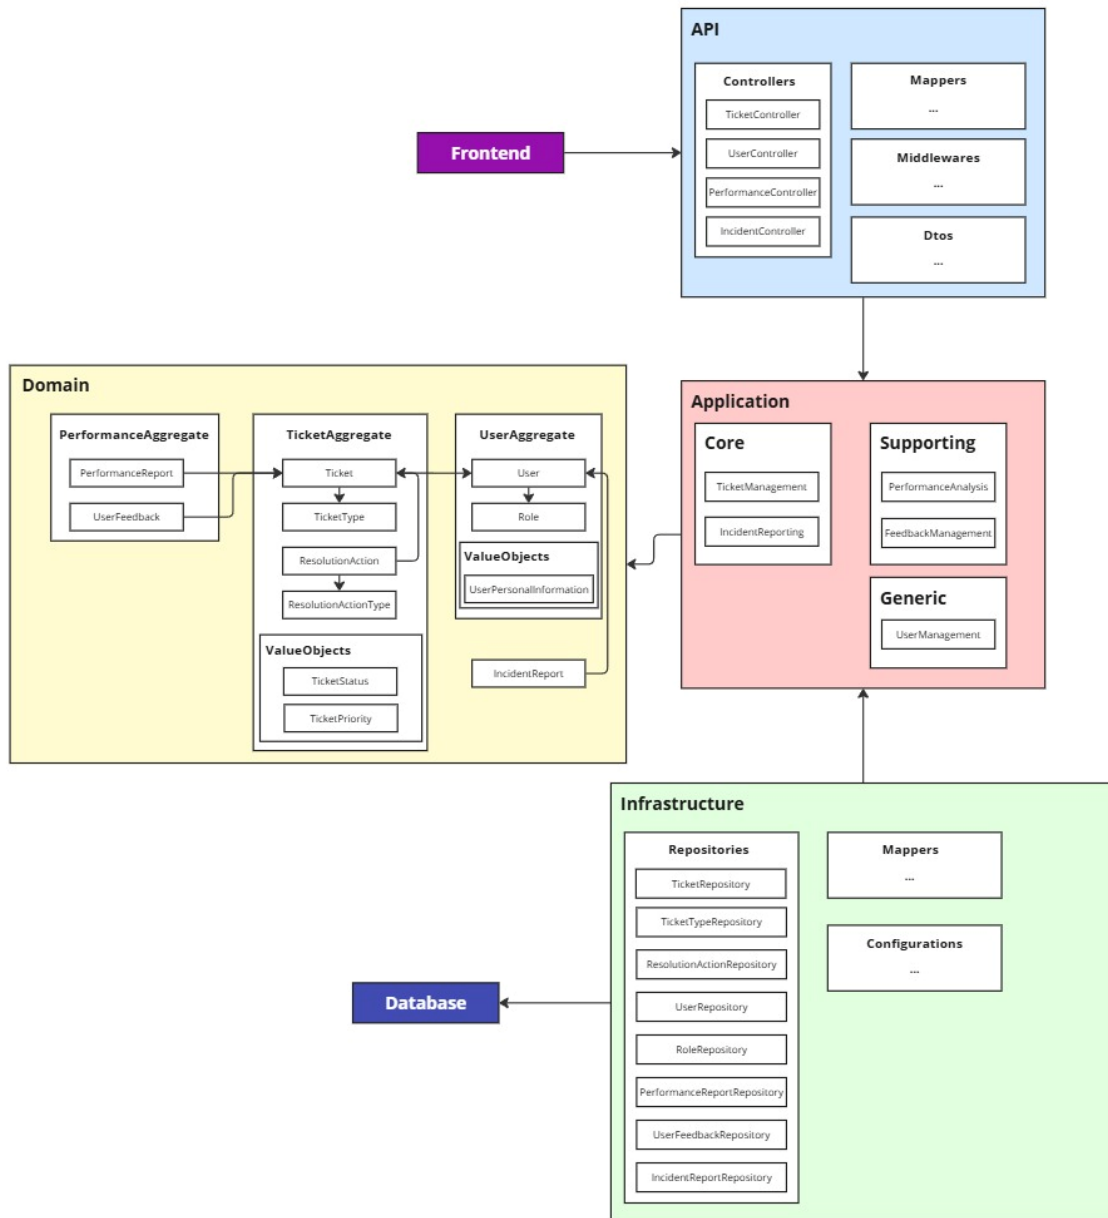 API
Controllers
TicketController
UserController
PerformanceController
IncidentController
Mappers
...
Middlewares
...
Dtos
...
Frontend
Domain
PerformanceAggregate
PerformanceReport
UserFeedback
TicketAggregate
Ticket
TicketType
ResolutionAction
ResolutionActionType
ValueObjects
TicketStatus
TicketPriority
UserAggregate
User
Role
ValueObjects
UserPersonalInformation
IncidentReport
Application
Core
TicketManagement
IncidentReporting
Supporting
PerformanceAnalysis
FeedbackManagement
Generic
UserManagement
Infrastructure
Repositories
TicketRepository
TicketTypeRepository
ResolutionActionRepository
UserRepository
RoleRepository
PerformanceReportRepository
UserFeedbackRepository
IncidentReportRepository
Mappers
...
Configurations
...
Database